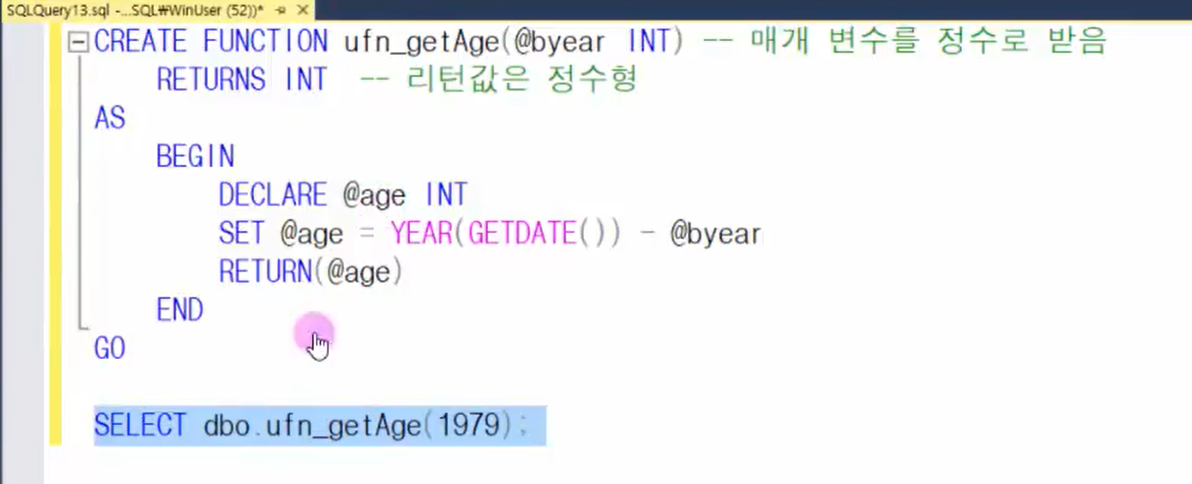 SQLQuery13.sql -...SQL₩WinUser (52))*
CREATE FUNCTION ufn_getAge(@byear INT) -- 매개 변수를 정수로 받음
RETURNS INT -- 리턴값은 정수형
AS
BEGIN
DECLARE @age INT
SET @age = YEAR(GETDATE()) - @byear
RETURN(@age)
END
GO
SELECT dbo.ufn_getAge(1979);